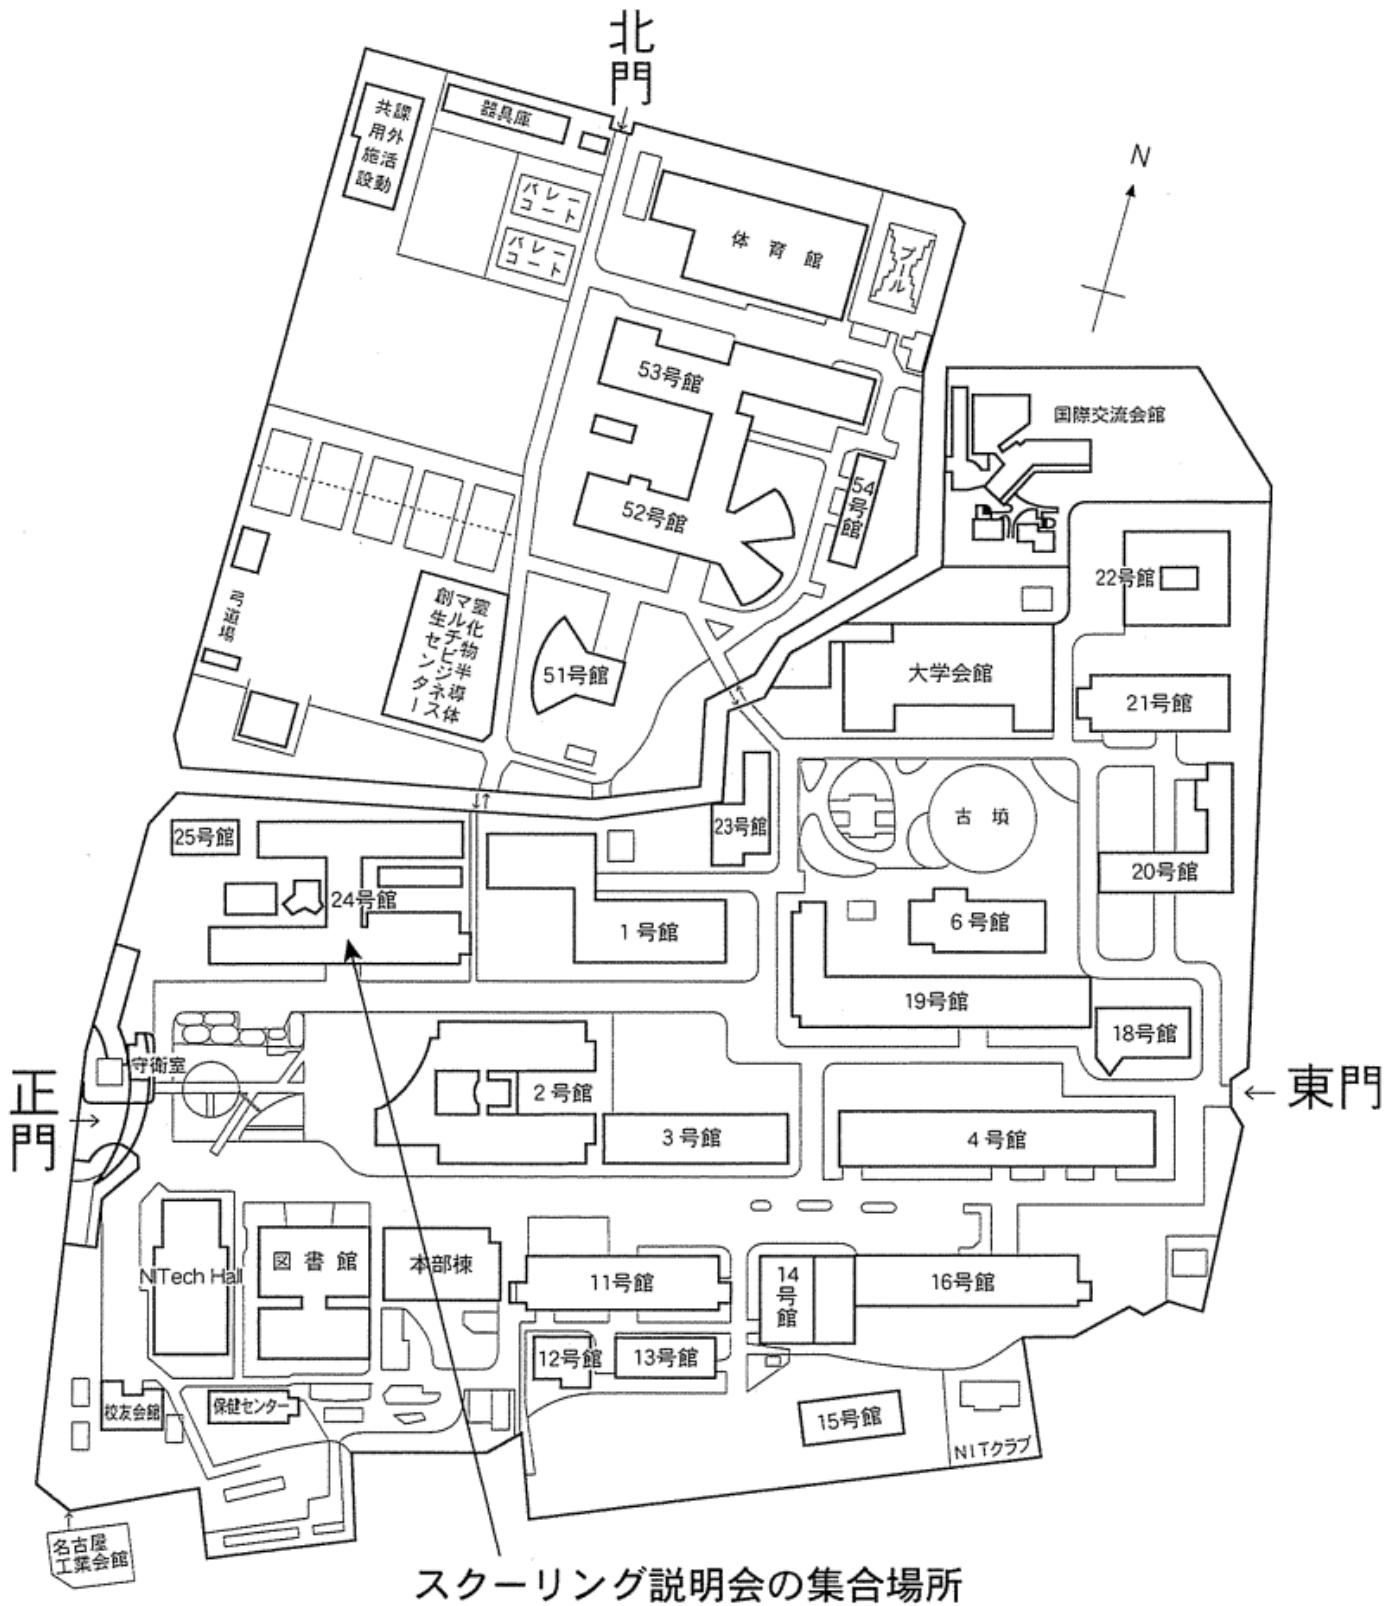 北門
共用施設
課外活動
器具庫
バレーコート
バレーコート
体育館
プール
N
53号館
国際交流会館
52号館
54号館
22号館
弓道場
窒化物半導体
マルチビジネス
創生センター
51号館
大学会館
21号館
25号館
23号館
古墳
20号館
24号館
1号館
6号館
19号館
18号館
守衛室
正門
2号館
3号館
4号館
東門
NITech Hall
図書館
本部棟
11号館
14号館
16号館
12号館
13号館
校友会館
保健センター
15号館
NITクラブ
名古屋
工業会館
スクーリング説明会の集合場所